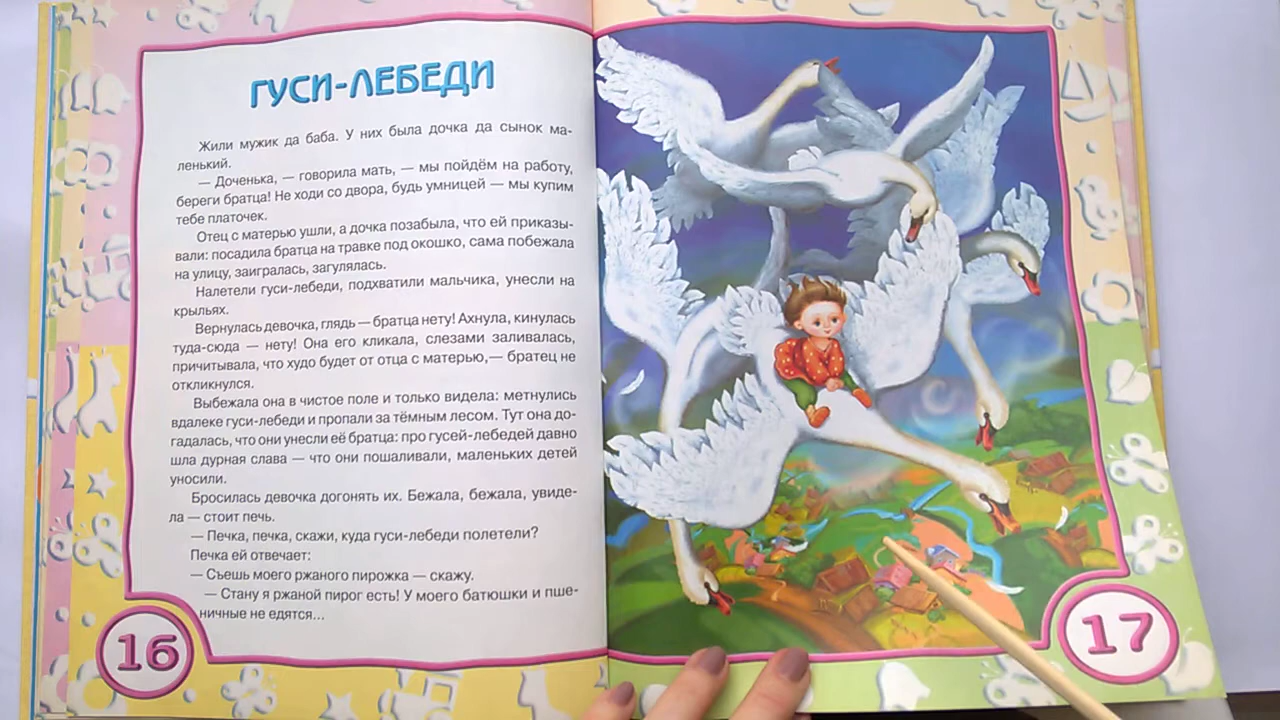 ГУСИ-ЛЕБЕДИ
Жили мужик да баба. У них была дочка да сынок ма-
ленький.
— Доченька, — говорила мать, — мы пойдём на работу,
береги братца! Не ходи со двора, будь умницей — мы купим
тебе платочек.
Отец с матерью ушли, а дочка позабыла, что ей приказы-
вали: посадила братца на травке под окошко, сама побежала
на улицу, заигралась, загулялась.
Налетели гуси-лебеди, подхватили мальчика, унесли на
крыльях.
Вернулась девочка, глядь — братца нету! Ахнула, кинулась
туда-сюда — нету! Она его кликала, слезами заливалась,
причитывала, что худо будет от отца с матерью,— братец не
откликнулся.
Выбежала она в чистое поле и только видела: метнулись
вдалеке гуси-лебеди и пропали за тёмным лесом. Тут она до-
гадалась, что они унесли её братца: про гусей-лебедей давно
шла дурная слава — что они пошаливали, маленьких детей
уносили.
Бросилась девочка догонять их. Бежала, бежала, увиде-
ла — стоит печь.
— Печка, печка, скажи, куда гуси-лебеди полетели?
Печка ей отвечает:
— Съешь моего ржаного пирожка — скажу.
— Стану я ржаной пирог есть! У моего батюшки и пше-
ничные не едятся...
16
17